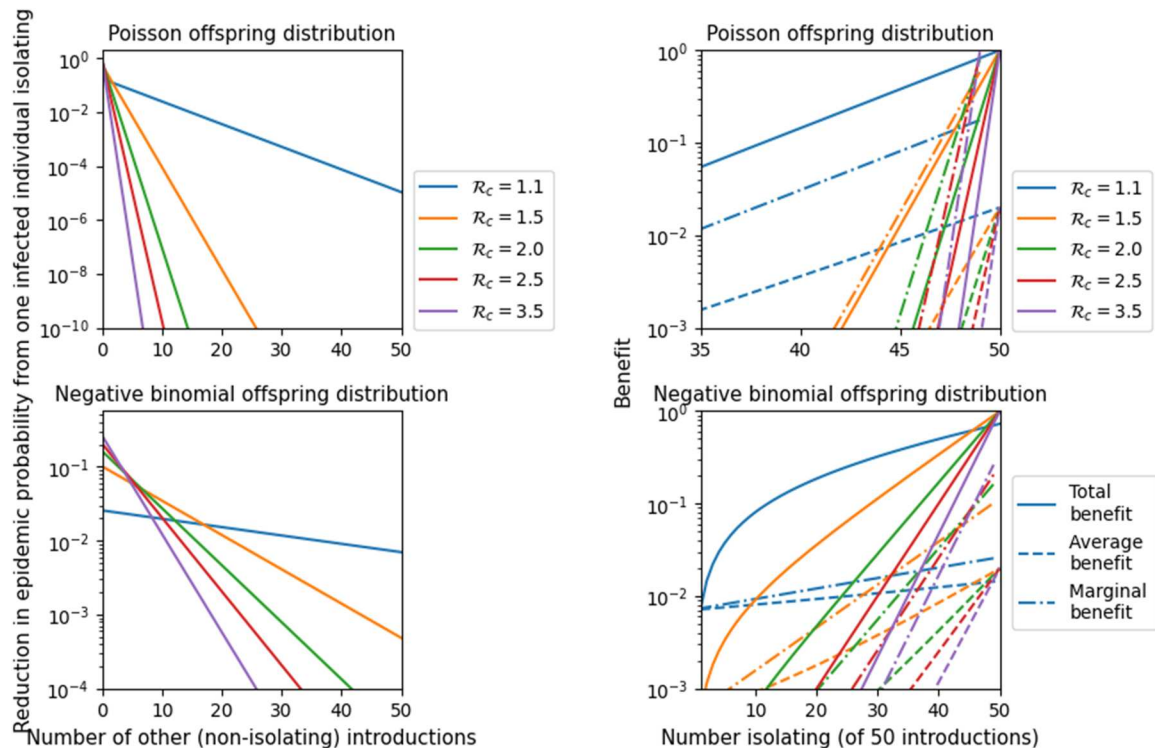 Reduction in epidemic probability from one infected individual isolating
Poisson offspring distribution
10^0
10^−2
10^−4
10^−6
10^−8
10^−10
0 10 20 30 40 50
R_c = 1.1
R_c = 1.5
R_c = 2.0
R_c = 2.5
R_c = 3.5
Negative binomial offspring distribution
10^−1
10^−2
10^−3
10^−4
0 10 20 30 40 50
Number of other (non-isolating) introductions
Benefit
Poisson offspring distribution
10^0
10^−1
10^−2
10^−3
35 40 45 50
R_c = 1.1
R_c = 1.5
R_c = 2.0
R_c = 2.5
R_c = 3.5
Negative binomial offspring distribution
10^0
10^−1
10^−2
10^−3
10 20 30 40 50
Total
benefit
Average
benefit
Marginal
benefit
Number isolating (of 50 introductions)